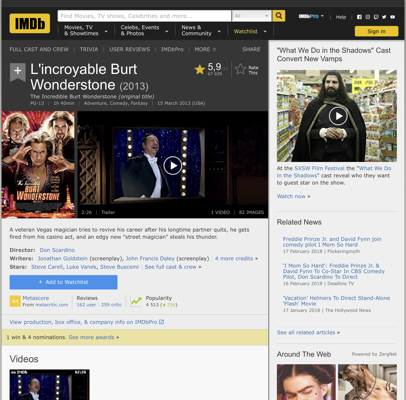 IMDb
Find Movies, TV shows, Celebrities and more...
All
IMDbPro
Help
Movies, TV & Showtimes
Celebs, Events & Photos
News & Community
Watchlist
Sign in
FULL CAST AND CREW | TRIVIA | USER REVIEWS | IMDbPro | MORE
SHARE
L'incroyable Burt Wonderstone (2013)
The Incredible Burt Wonderstone (original title)
PG-13 | 1h 40min | Adventure, Comedy, Fantasy | 15 March 2013 (USA)
5,9
Rate This
BURT WONDERSTONE
2:26 | Trailer
1 VIDEO | 82 IMAGES
A veteran Vegas magician tries to revive his career after his longtime partner quits, he gets
fired from his casino act, and an edgy new "street magician" steals his thunder.
Director: Don Scardino
Writers: Jonathan Goldstein (screenplay), John Francis Daley (screenplay) | 4 more credits »
Stars: Steve Carell, Luke Vanek, Steve Buscemi | See full cast & crew »
+ Add to Watchlist
44
Metascore
From metacritic.com
Reviews
162 user | 209 critic
Popularity
View production, box office, & company info on IMDbPro
1 win & 4 nominations. See more awards »
Videos
"What We Do in the Shadows" Cast
Convert New Vamps
At the SXSW Film Festival the "What We
Do in the Shadows" cast reveal who they
want to guest star on the show.
Watch now »
Related News
Freddie Prinze Jr. and David Fynn join
comedy pilot I Mom So Hard
17 February 2018 | Flickeringmyth
'I Mom So Hard': Freddie Prinze Jr. &
David Fynn To Co-Star In CBS Comedy
Pilot, Don Scardino To Direct
16 February 2018 | Deadline TV
'Vacation' Helmers to Direct Stand-Alone
'Flash' Movie
17 January 2018 | The Hollywood News
See all related articles »
Around The Web
Powered by ZergNet